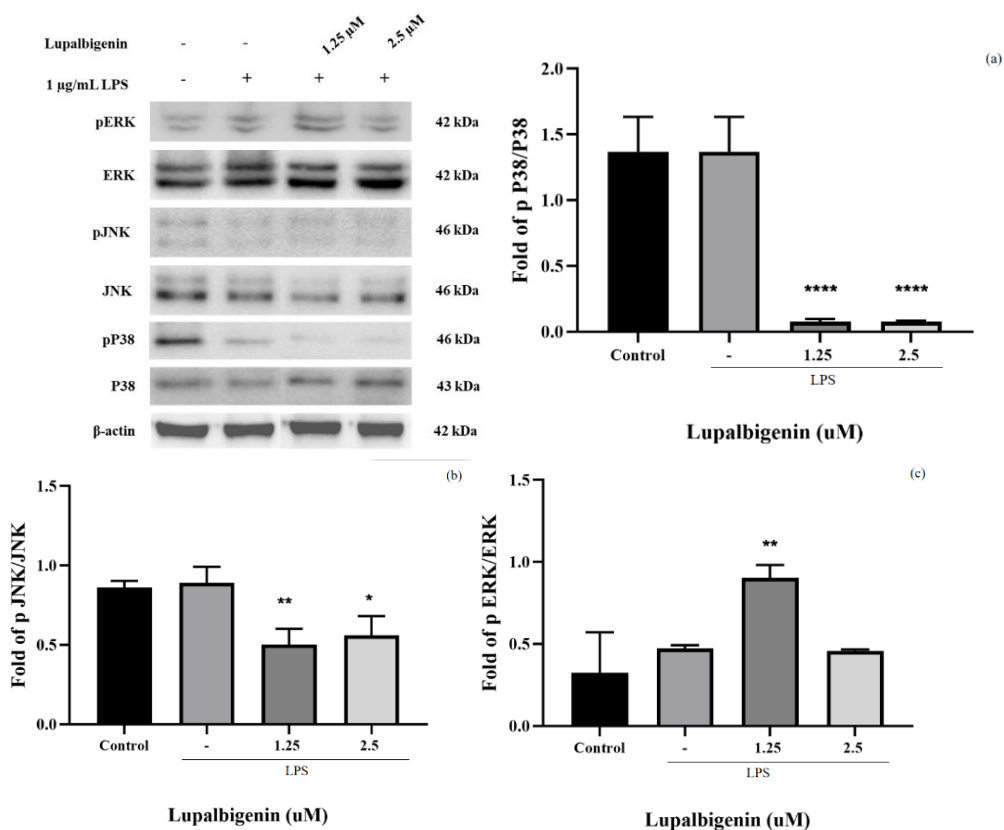 Lupalbigenin - - 1.25 µM 2.5 µM
1 µg/mL LPS - + + +
pERK 42 kDa
ERK 42 kDa
pJNK 46 kDa
JNK 46 kDa
pP38 46 kDa
P38 43 kDa
β-actin 42 kDa
(a)
Fold of p P38/P38
2.0
1.5
1.0
0.5
0.0
**** ****
Control - 1.25 2.5
LPS
Lupalbigenin (uM)
(b)
Fold of p JNK/JNK
1.5
1.0
0.5
0.0
** *
Control - 1.25 2.5
LPS
Lupalbigenin (uM)
(c)
Fold of p ERK/ERK
1.5
1.0
0.5
0.0
**
Control - 1.25 2.5
LPS
Lupalbigenin (uM)